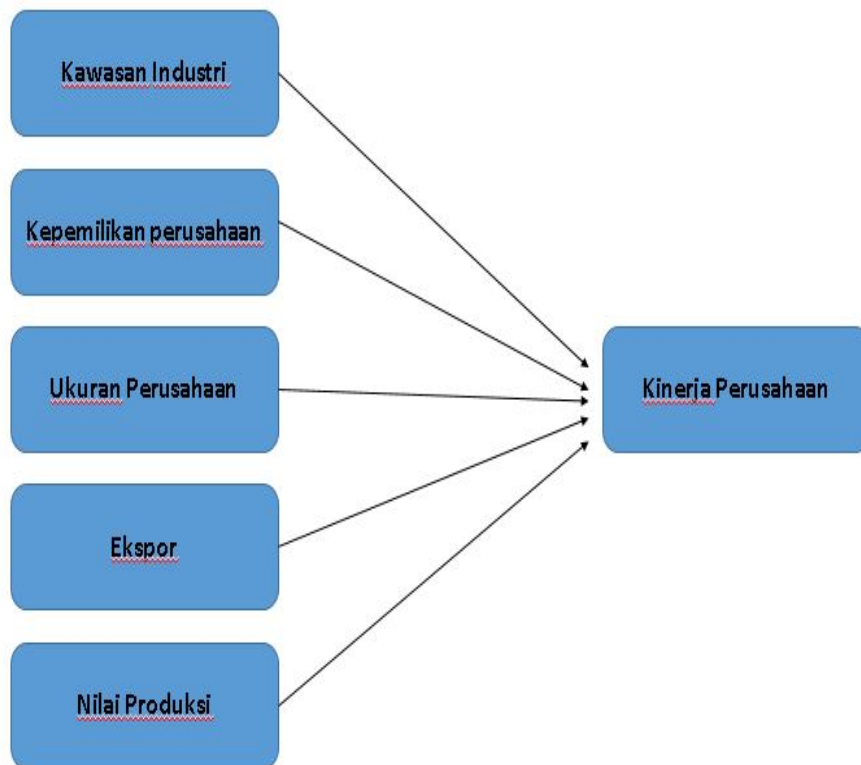 Kawasan Industri
Kepemilikan perusahaan
Ukuran Perusahaan
Kinerja Perusahaan
Ekspor
Nilai Produksi